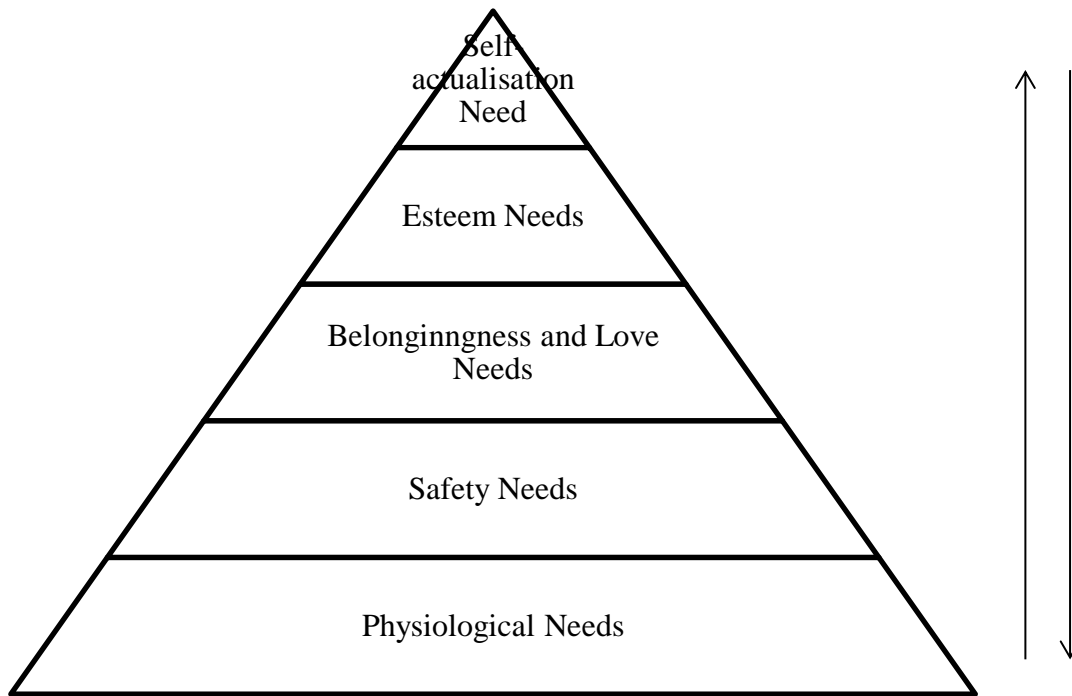 Self-
actualisation
Need
Esteem Needs
Belonginngness and Love
Needs
Safety Needs
Physiological Needs